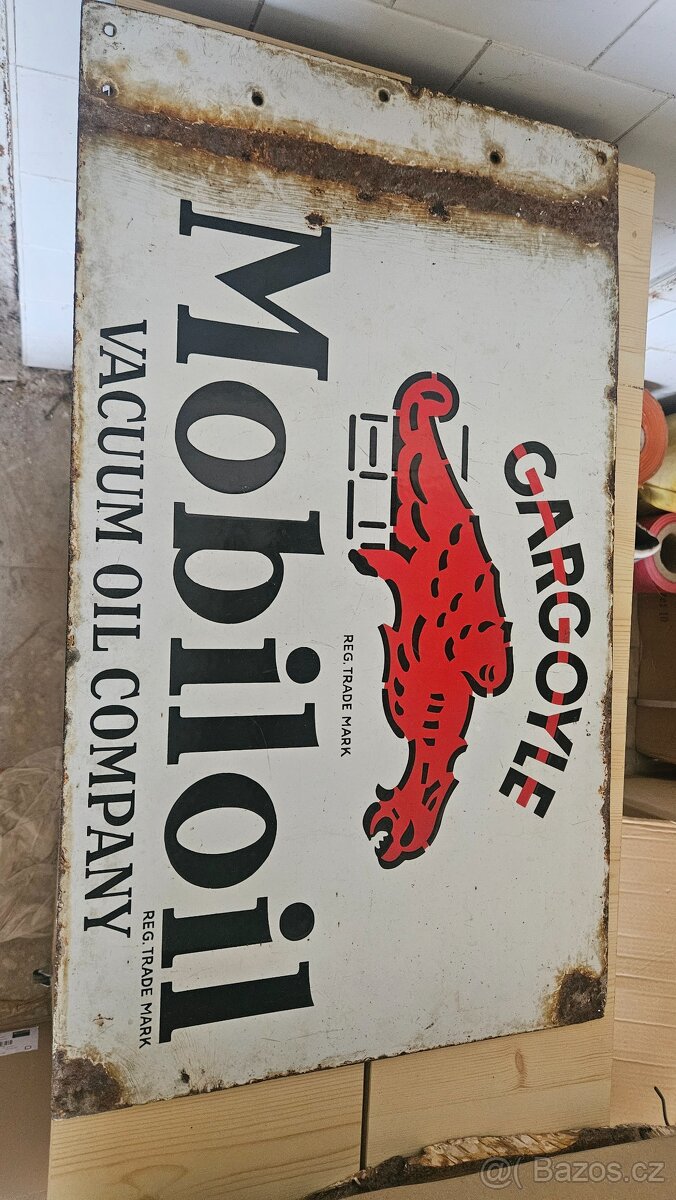 GARGOYLE
REG. TRADE MARK
Mobiloil
VACUUM OIL COMPANY
REG. TRADE MARK
Bazos.cz